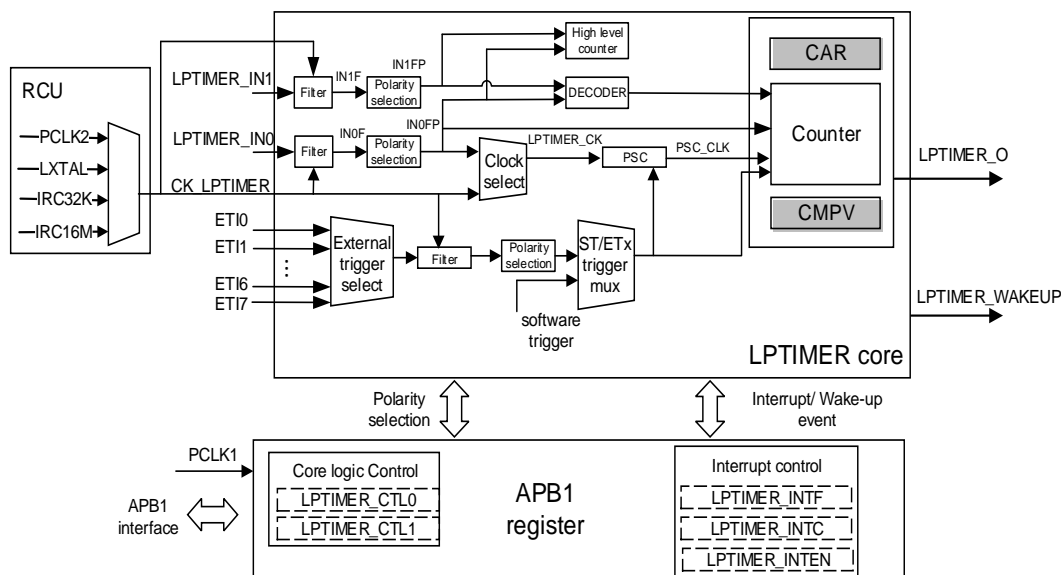 RCU
PCLK2
LXTAL
IRC32K
IRC16M
LPTIMER_IN1
LPTIMER_IN0
CK_LPTIMER
ETI0
ETI1
⋮
ETI6
ETI7
Filter
IN1F
Polarity
selection
IN1FP
High level
counter
DECODER
Filter
IN0F
Polarity
selection
IN0FP
Clock
select
LPTIMER_CK
PSC
PSC_CLK
External
trigger
select
Filter
Polarity
selection
ST/ETx
trigger
mux
software
trigger
CAR
Counter
CMPV
LPTIMER_O
LPTIMER_WAKEUP
LPTIMER core
Polarity
selection
Interrupt/ Wake-up
event
PCLK1
APB1
interface
Core logic Control
LPTIMER_CTL0
LPTIMER_CTL1
APB1
register
Interrupt control
LPTIMER_INTF
LPTIMER_INTC
LPTIMER_INTEN